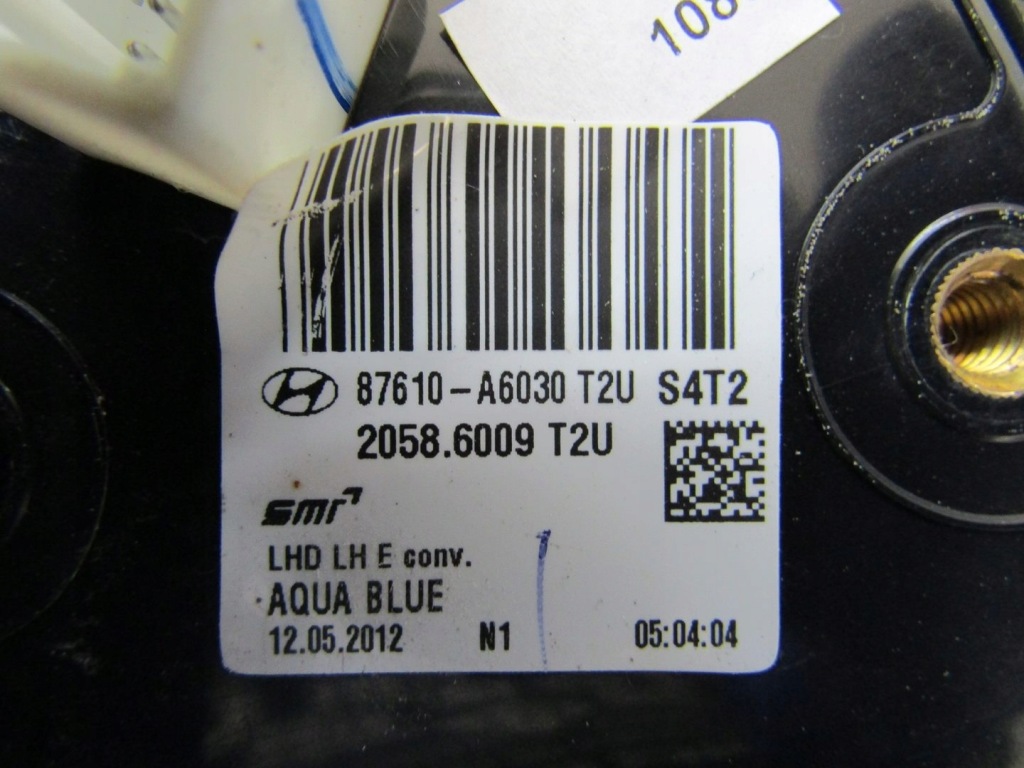 108
87610-A6030 T2U S4T2
2058.6009 T2U
smr
LHD LH E conv.
AQUA BLUE
12.05.2012 N1 05:04:04